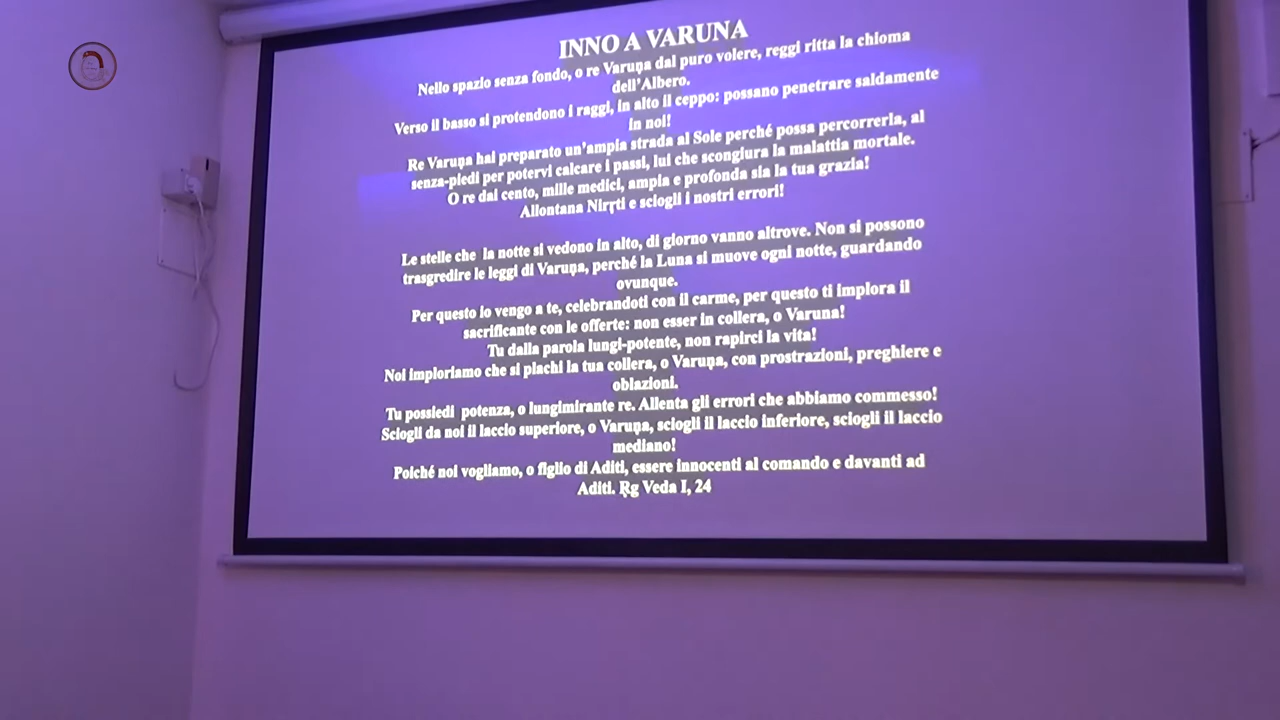 INNO A VARUNA
Nello spazio senza fondo, o re Varuṇa dal puro volere, reggi ritta la chioma
dell'Albero.
Verso il basso si protendono i raggi, in alto il ceppo: possano penetrare saldamente
in noi!
Re Varuṇa hai preparato un'ampia strada al Sole perché possa percorrerla, al
senza-piedi per potervi calcare i passi, lui che scongiura la malattia mortale.
O re dai cento, mille medici, ampia e profonda sia la tua grazia!
Allontana Nirṛti e sciogli i nostri errori!
Le stelle che la notte si vedono in alto, di giorno vanno altrove. Non si possono
trasgredire le leggi di Varuṇa, perché la Luna si muove ogni notte, guardando
ovunque.
Per questo io vengo a te, celebrandoti con il carme, per questo ti implora il
sacrificante con le offerte: non esser in collera, o Varuna!
Tu dalla parola lungi-potente, non rapirci la vita!
Noi imploriamo che si plachi la tua collera, o Varuṇa, con prostrazioni, preghiere e
oblazioni.
Tu possiedi potenza, o lungimirante re. Allenta gli errori che abbiamo commesso!
Sciogli da noi il laccio superiore, o Varuṇa, sciogli il laccio inferiore, sciogli il laccio
mediano!
Poiché noi vogliamo, o figlio di Aditi, essere innocenti al comando e davanti ad
Aditi. Ṛg Veda I, 24